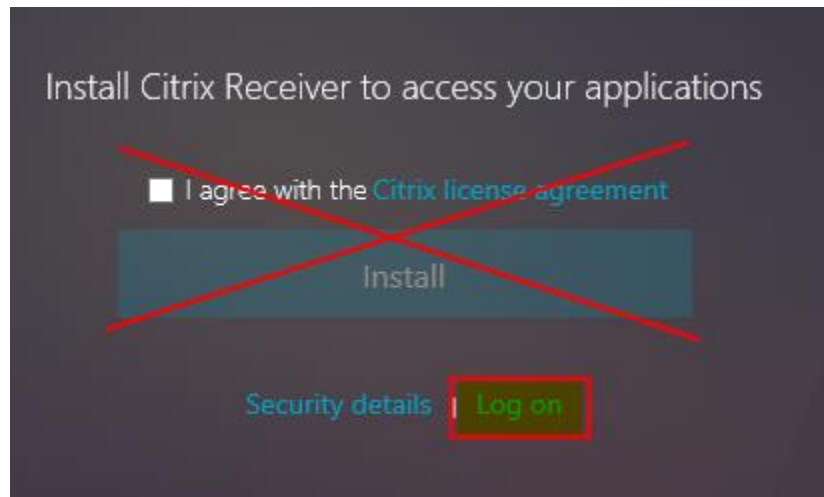 Install Citrix Receiver to access your applications
I agree with the Citrix license agreement
Install
Security details | Log on